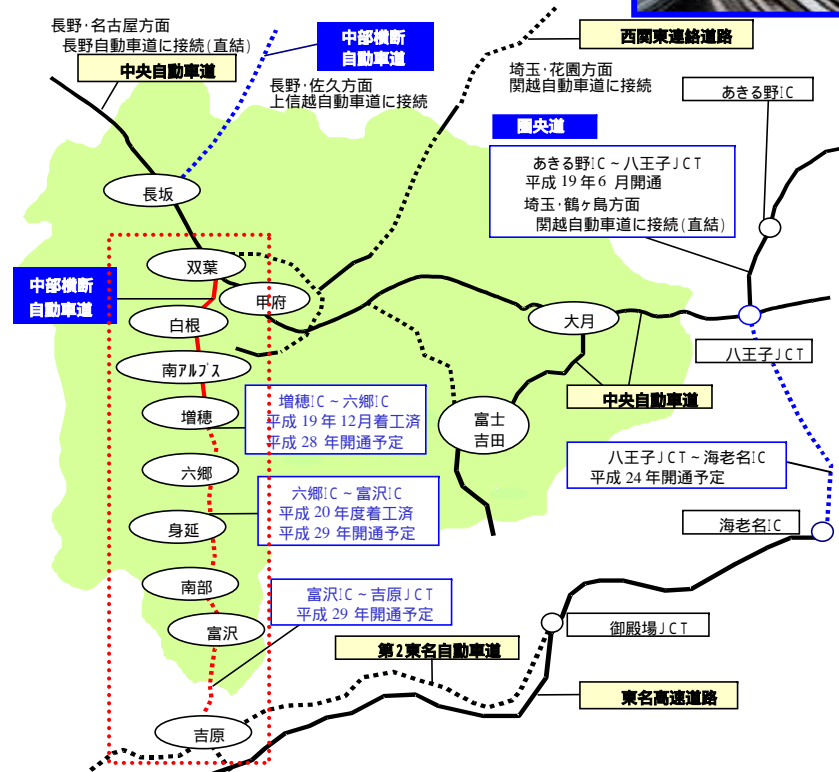 長野・名古屋方面
長野自動車道に接続(直結)
中央自動車道
中部横断
自動車道
長野・佐久方面
上信越自動車道に接続
西関東連絡道路
埼玉・花園方面
関越自動車道に接続
あきる野IC
圏央道
あきる野IC~八王子JCT
平成19年6月開通
埼玉・鶴ヶ島方面
関越自動車道に接続(直結)
長坂
双葉
中部横断
自動車道
甲府
白根
大月
八王子JCT
南アルプス
中央自動車道
増穂
増穂IC~六郷IC
平成19年12月着工済
平成28年開通予定
富士
吉田
六郷
八王子JCT~海老名IC
平成24年開通予定
六郷IC~富沢IC
平成20年度着工済
平成29年開通予定
身延
海老名IC
南部
富沢IC~吉原JCT
平成29年開通予定
富沢
御殿場JCT
第2東名自動車道
東名高速道路
吉原